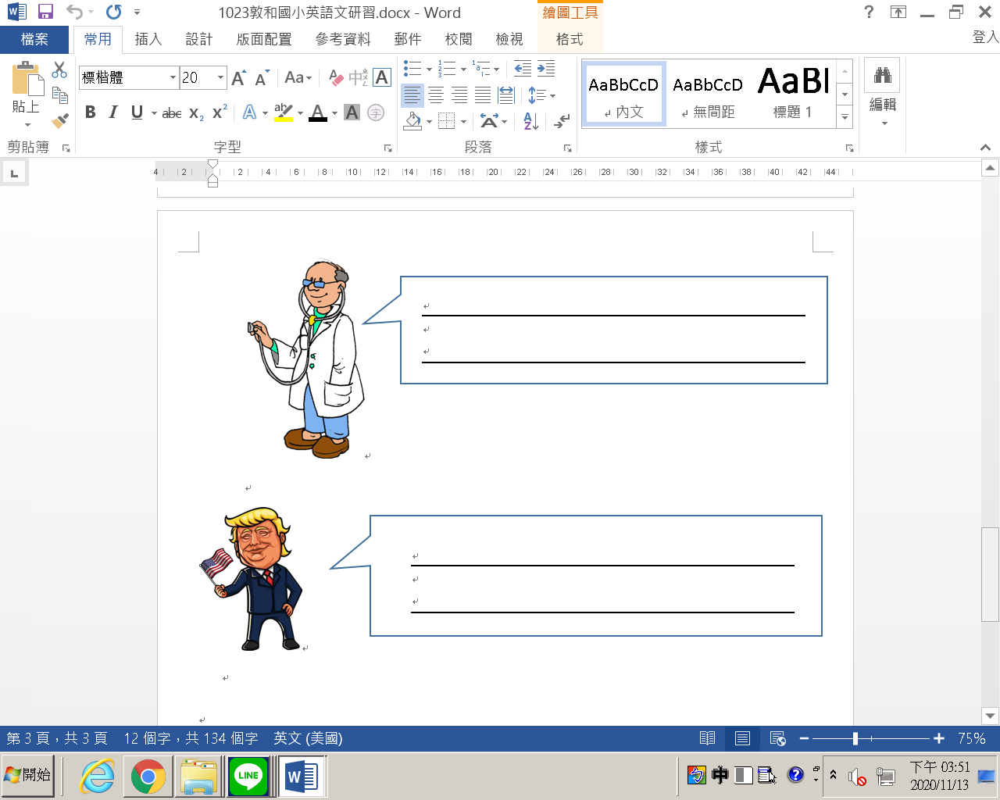 1023敦和國小英語文研習.docx - Word
繪圖工具
檔案
常用
插入
設計
版面配置
參考資料
郵件
校閱
檢視
格式
登入
貼上
標楷體
20
AaBbCcD
AaBbCcD
AaBl
內文
無間距
標題 1
編輯
剪貼簿
字型
段落
樣式
4 2 2 4 6 8 10 12 14 16 18 20 22 24 26 28 30 32 34 36 38 40 42 44
第 3 頁，共 3 頁
12 個字，共 134 個字
英文 (美國)
75%
開始
LINE
中
下午 03:51
2020/11/13